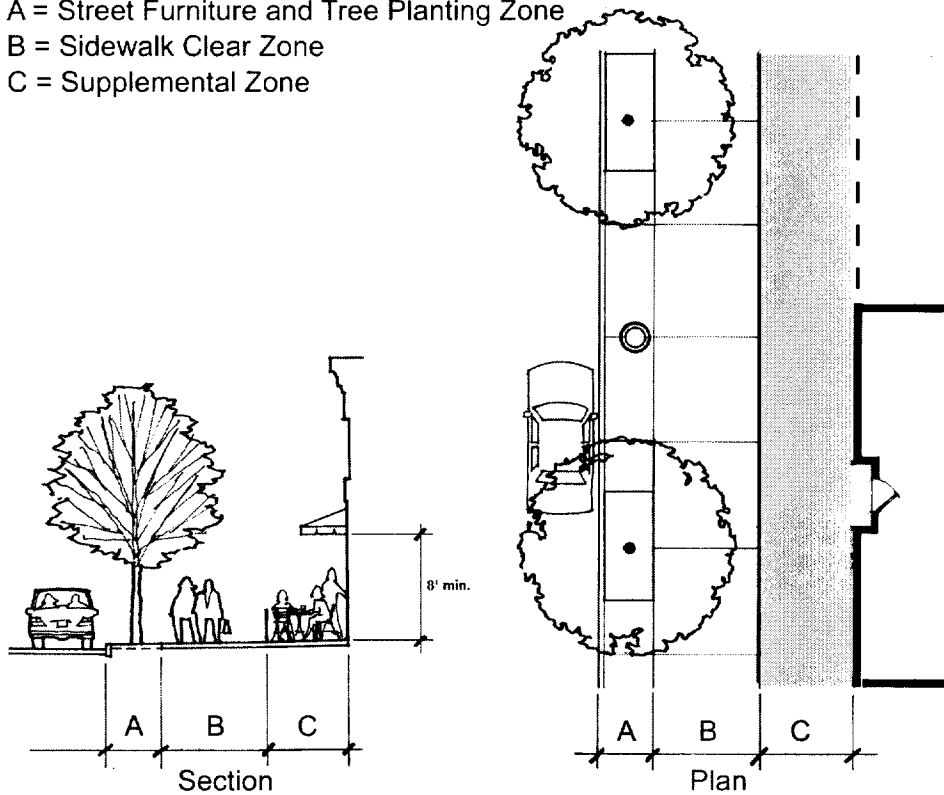 A = Street Furniture and Tree Planting Zone
B = Sidewalk Clear Zone
C = Supplemental Zone
8' min.
A B C
Section
A B C
Plan